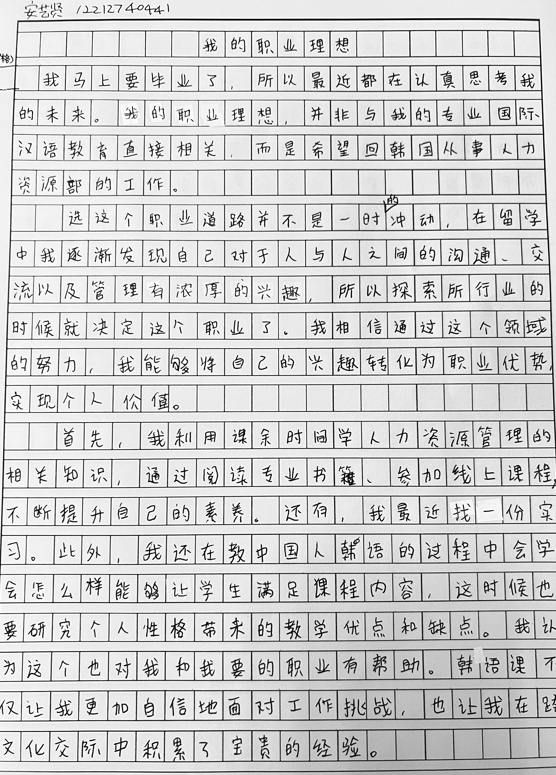 安艺贤 12212740441
我的职业理想
我马上要毕业了，所以最近都在认真思考我
的未来。我的职业理想，并非与我的专业国际
汉语教育直接相关，而是希望回韩国从事人力
资源部的工作。
选这个职业道路并不是一时的冲动，在留学
中我逐渐发现自己对于人与人之间的沟通、交
流以及管理有浓厚的兴趣，所以探索所行业的
时候就决定这个职业了。我相信通过这个领域
的努力，我能够将自己的兴趣转化为职业优势，
实现个人价值。
首先，我利用课余时间学人力资源管理的
相关知识，通过阅读专业书籍、参加线上课程，
不断提升自己的素养。还有，我最近找一份实
习。此外，我还在教中国人韩语的过程中会学
会怎么样能够让学生满足课程内容，这时候也
要研究个人性格带来的教学优点和缺点。我认
为这个也对我和我要的职业有帮助。韩语课不
仅让我更加自信地面对工作挑战，也让我在跨
文化交际中积累了宝贵的经验。